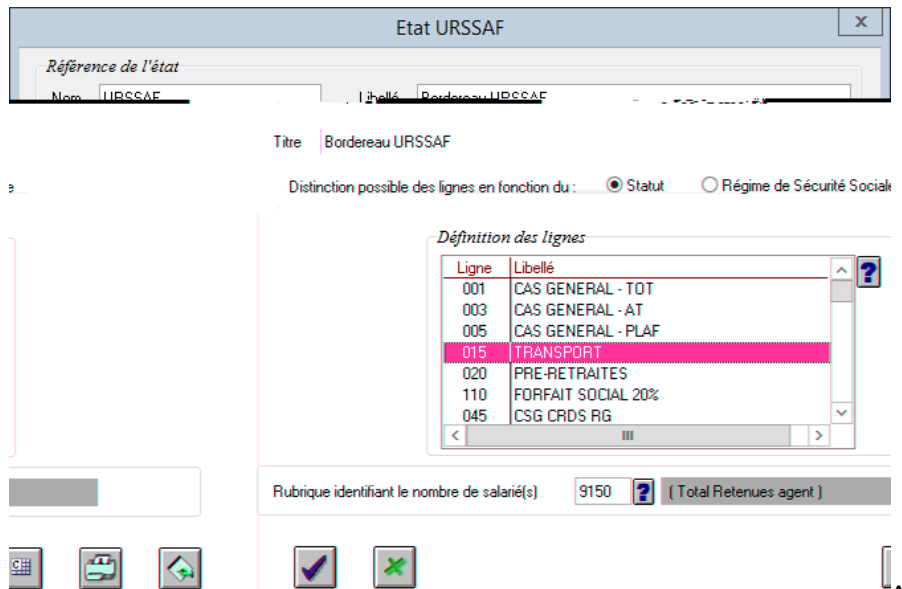 Etat URSSAF
x
Référence de l'état
Nom URSSAF Libellé Bordereau URSSAF
Titre Bordereau URSSAF
Distinction possible des lignes en fonction du : Statut Régime de Sécurité Sociale
Définition des lignes
Ligne Libellé
?
001 CAS GENERAL - TOT
003 CAS GENERAL - AT
005 CAS GENERAL - PLAF
015 TRANSPORT
020 PRE-RETRAITES
110 FORFAIT SOCIAL 20%
045 CSG CRDS RG
Rubrique identifiant le nombre de salarié(s) 9150 ? ( Total Retenues agent )